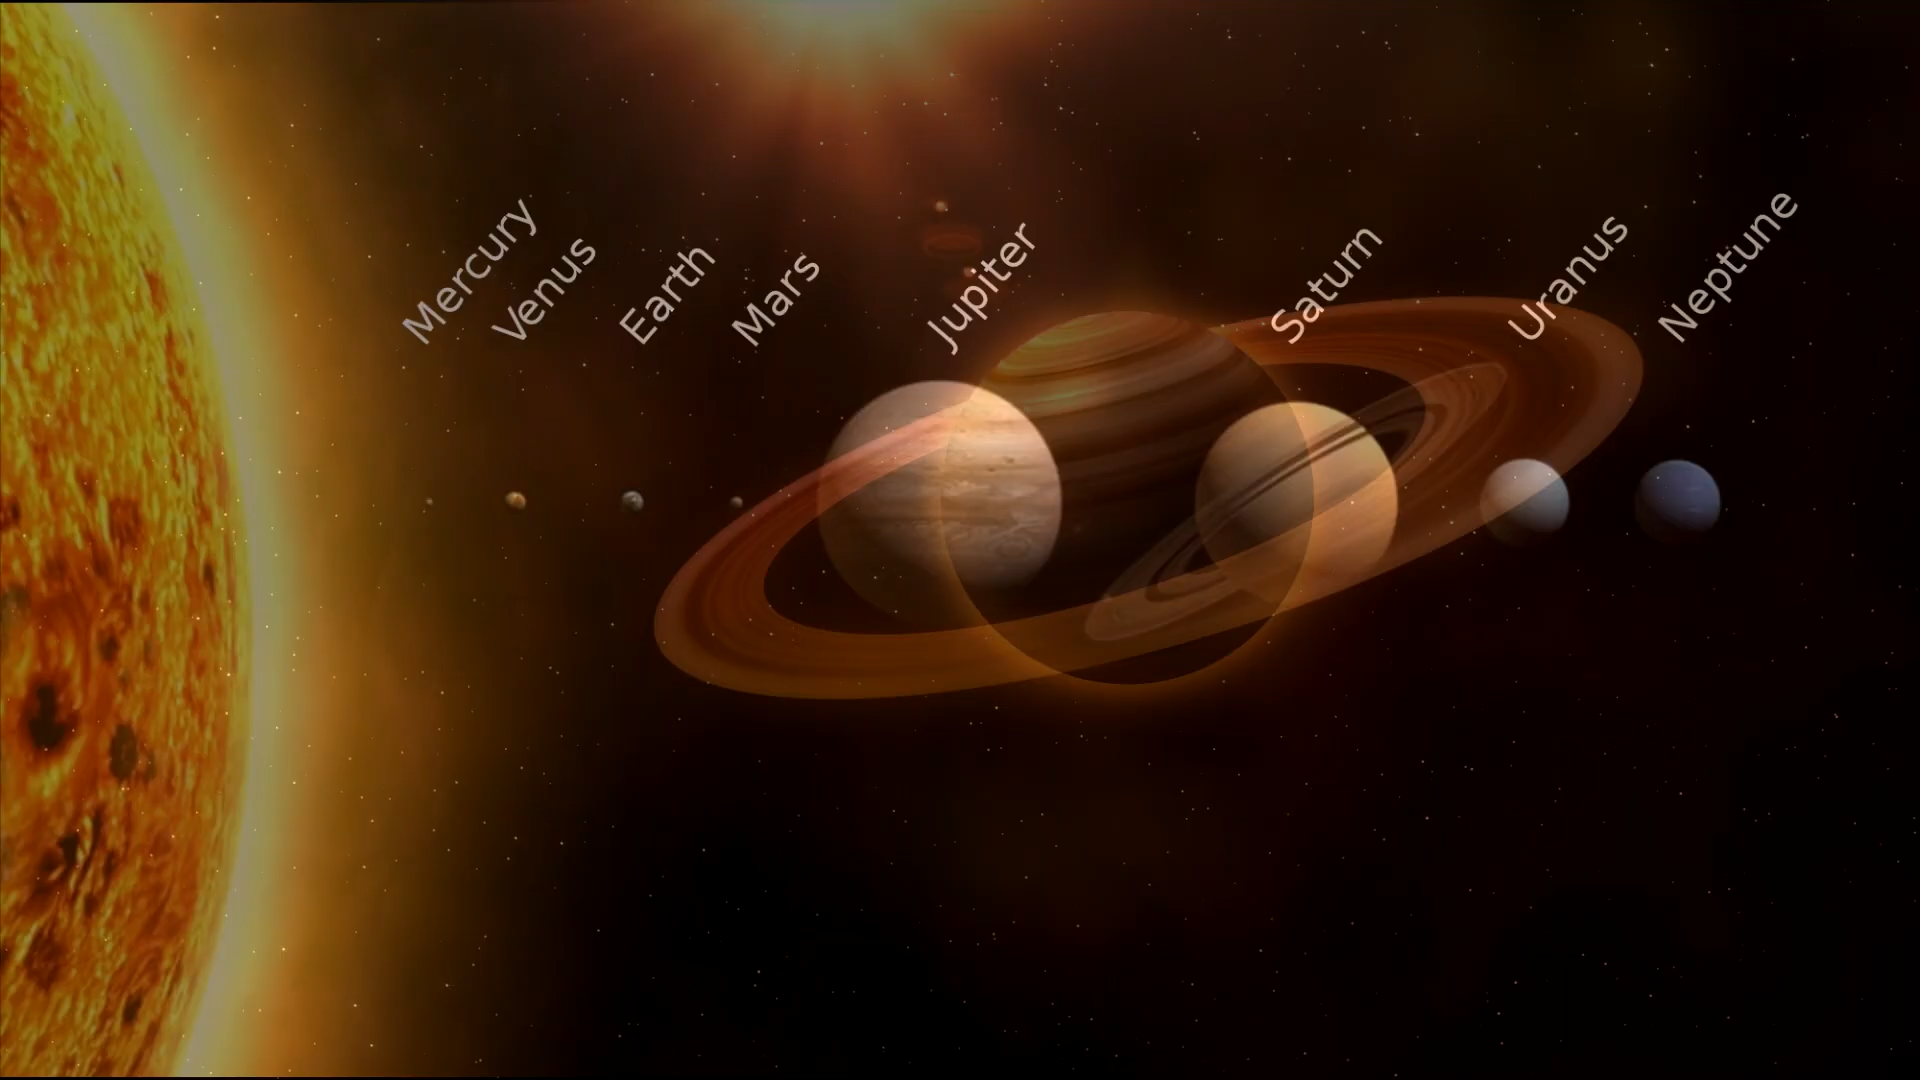 Mercury
Venus
Earth
Mars
Jupiter
Saturn
Uranus
Neptune